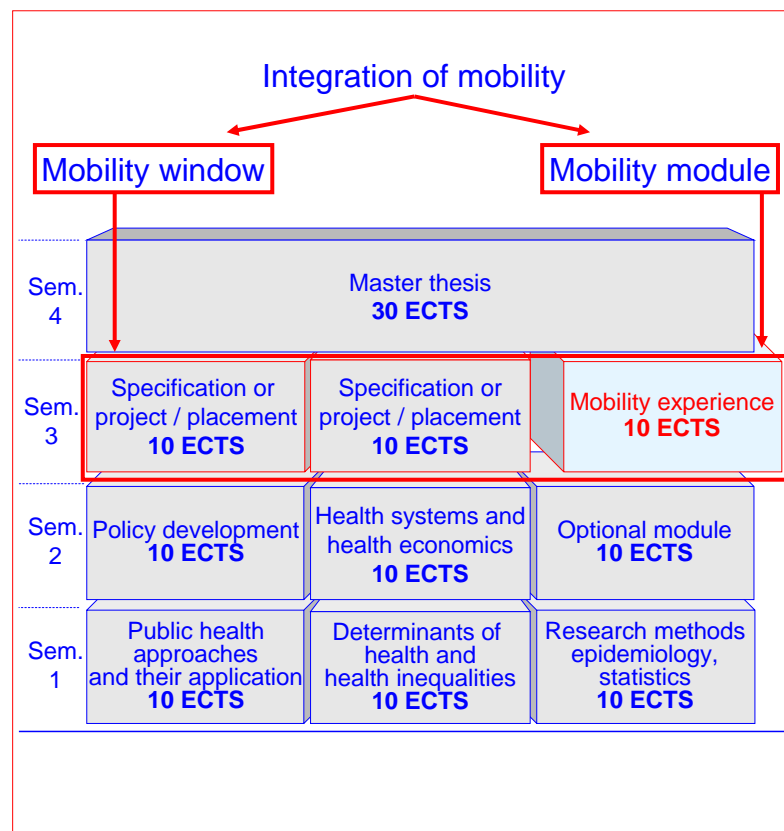 Integration of mobility
Mobility window
Mobility module
Sem.
4
Master thesis
30 ECTS
Sem.
3
Specification or
project / placement
10 ECTS
Specification or
project / placement
10 ECTS
Mobility experience
10 ECTS
Sem.
2
Policy development
10 ECTS
Health systems and
health economics
10 ECTS
Optional module
10 ECTS
Sem.
1
Public health
approaches
and their application
10 ECTS
Determinants of
health and
health inequalities
10 ECTS
Research methods
epidemiology,
statistics
10 ECTS